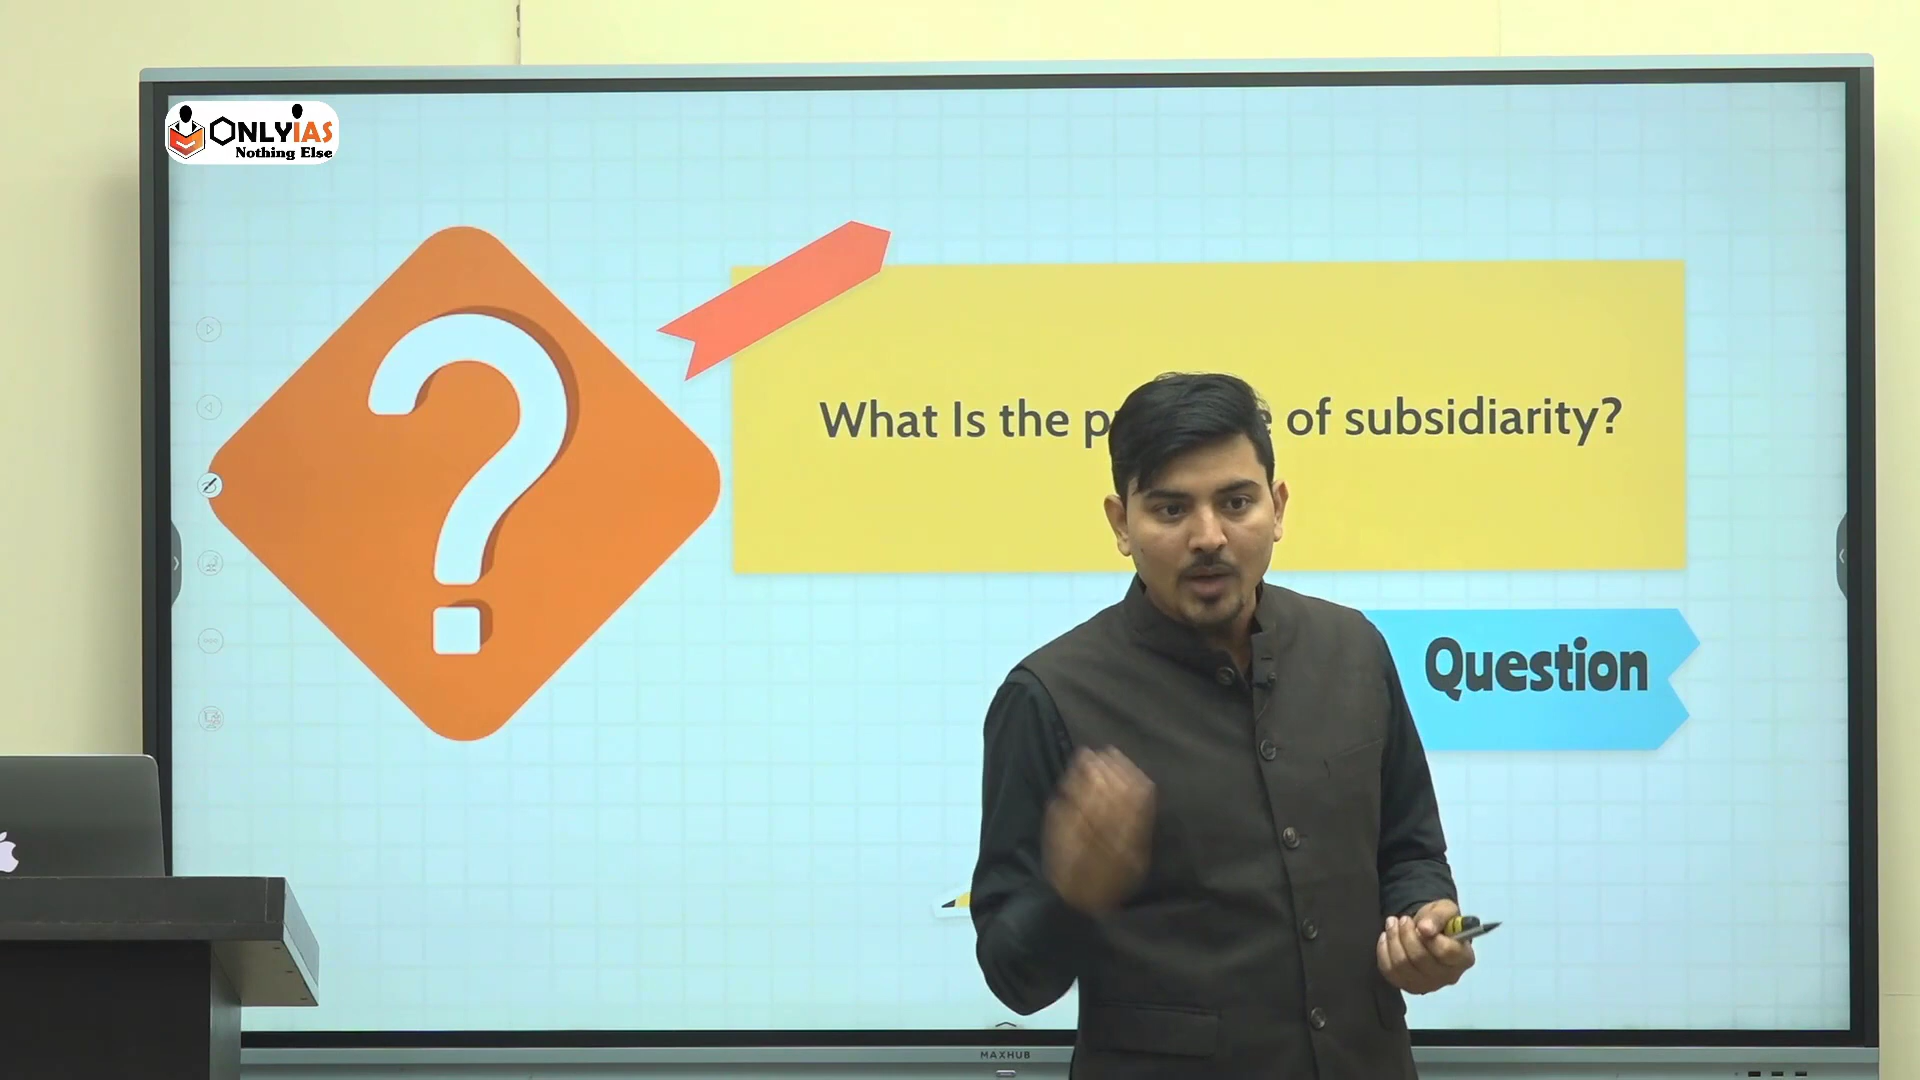 ONLYIAS
Nothing Else
What Is the of subsidiarity?
Question
MAXHUB